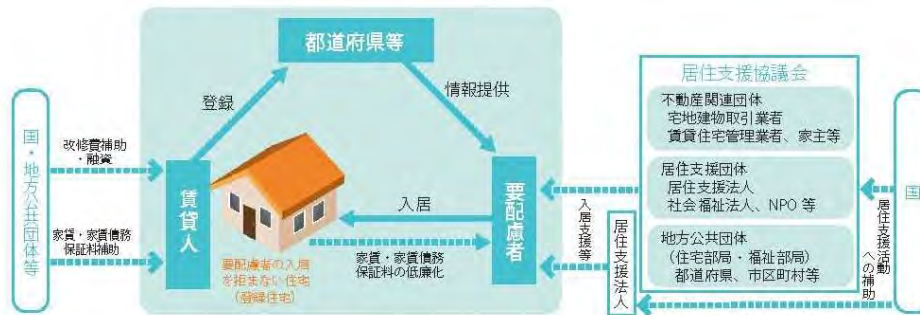 国・地方公共団体等
改修費補助
・融資
家賃・家賃債務
保証料補助
都道府県等
登録
情報提供
賃貸人
要配慮者の入居
を拒まない住宅
(登録住宅)
入居
家賃・家賃債務
保証料の低廉化
要配慮者
入居支援等
居住支援法人
居住支援協議会
不動産関連団体
宅地建物取引業者
賃貸住宅管理業者、家主等
居住支援団体
居住支援法人
社会福祉法人、NPO 等
地方公共団体
(住宅部局・福祉部局)
都道府県、市区町村等
居住支援活動
への補助
国